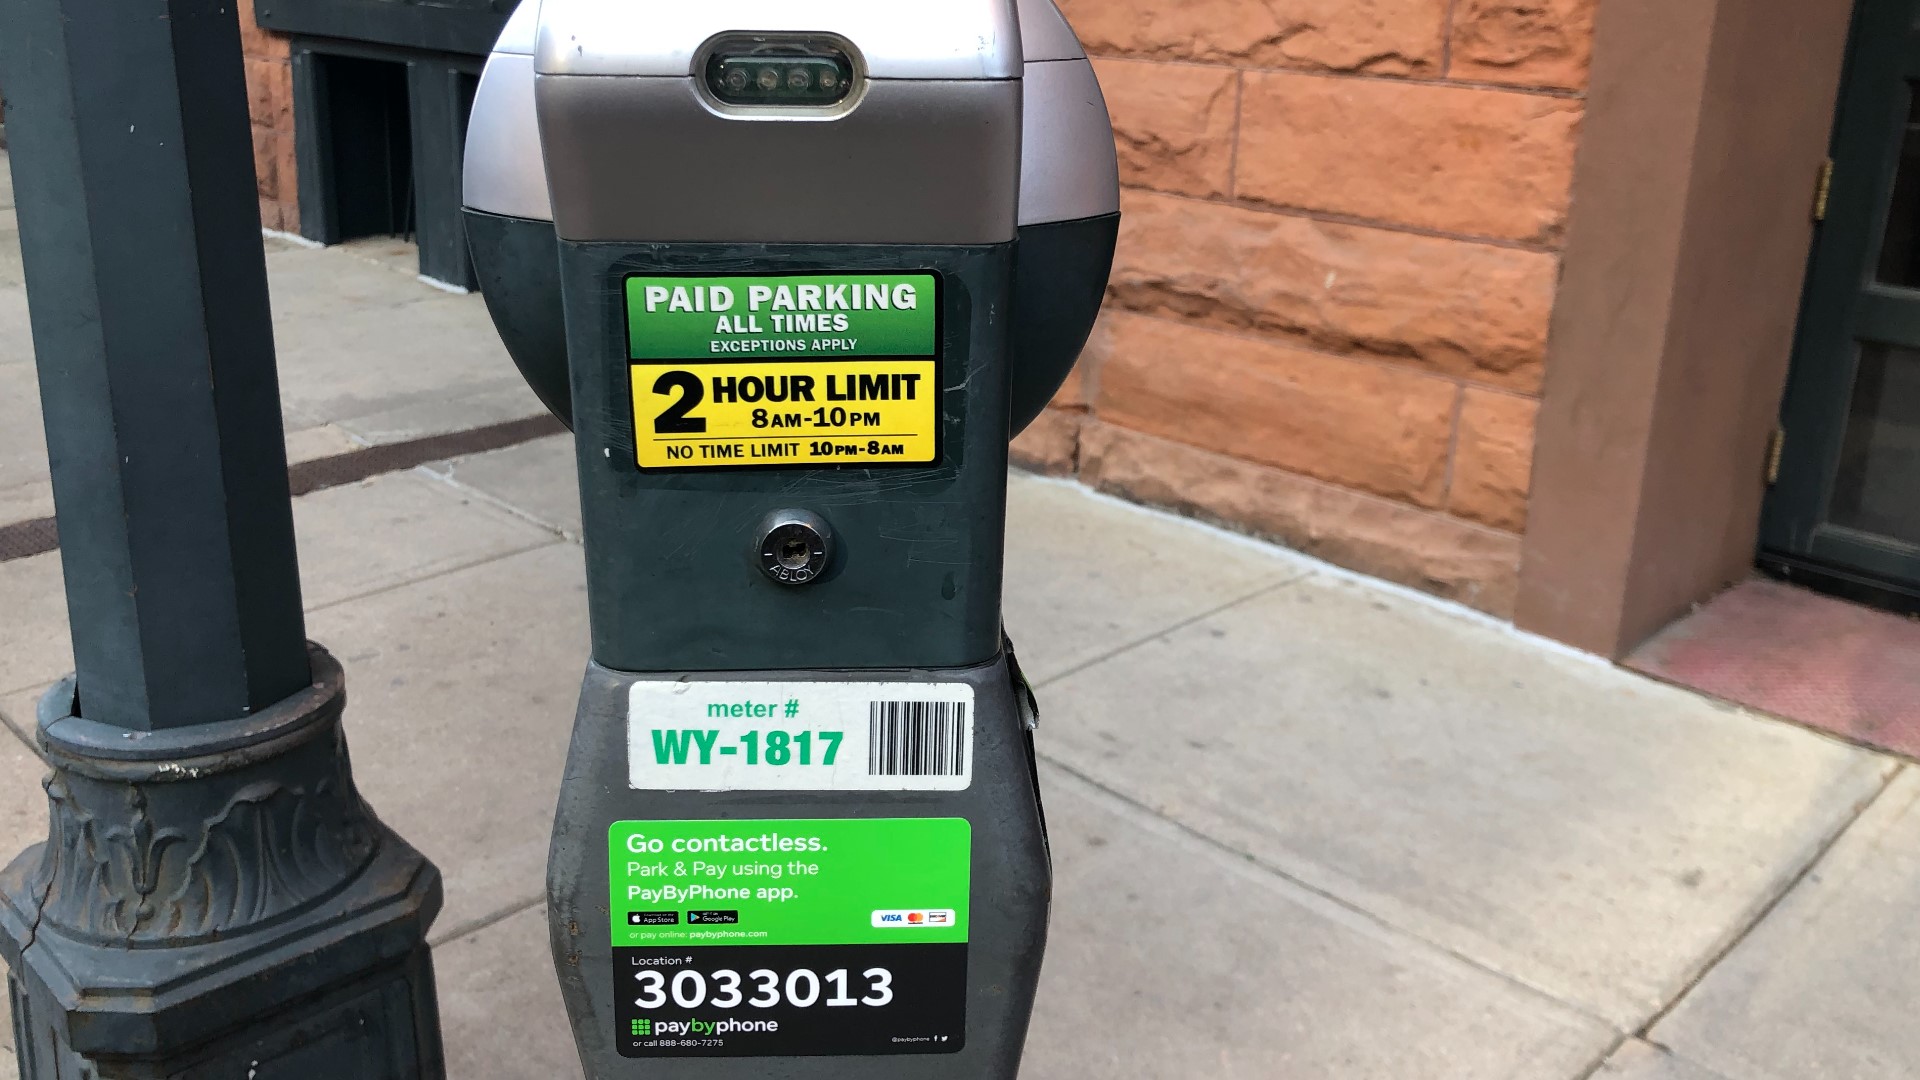 PAID PARKING
ALL TIMES
EXCEPTIONS APPLY
2 HOUR LIMIT
8AM-10PM
NO TIME LIMIT 10PM-8AM
ABLOY
meter #
WY-1817
Go contactless.
Park & Pay using the
PayByPhone app.
App Store Google Play VISA
or pay online: paybyphone.com
Location #
3033013
paybyphone
or call 888-680-7275
@paybyphone